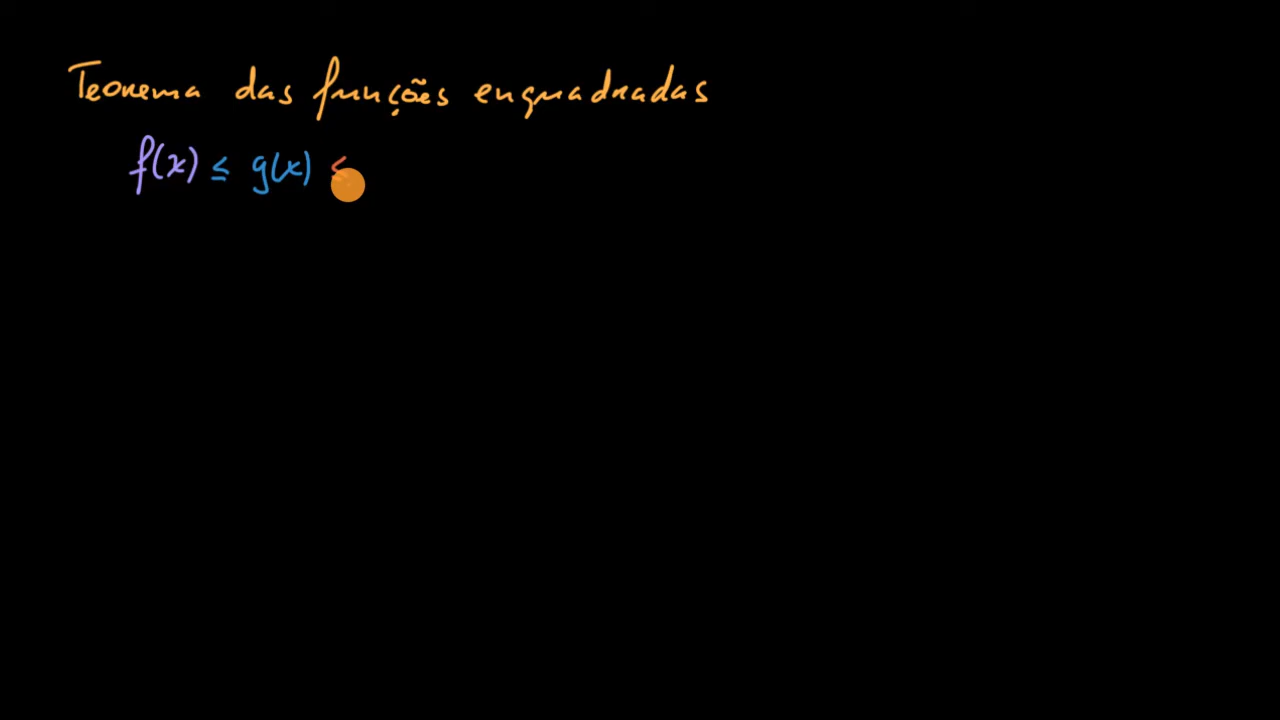 Teorema das funções enquadradas
f(x) ≤ g(x) ≤